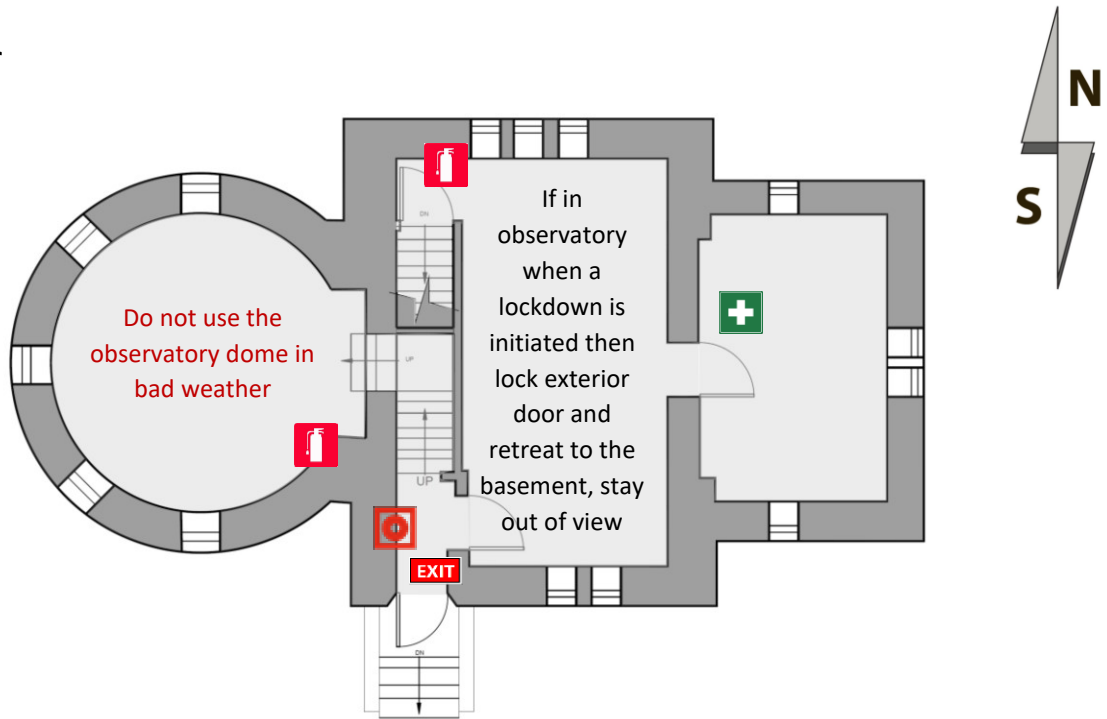 N
S
DN
If in
observatory
when a
lockdown is
initiated then
lock exterior
door and
retreat to the
basement, stay
out of view
Do not use the
observatory dome in
bad weather
UP
UP
EXIT
DN